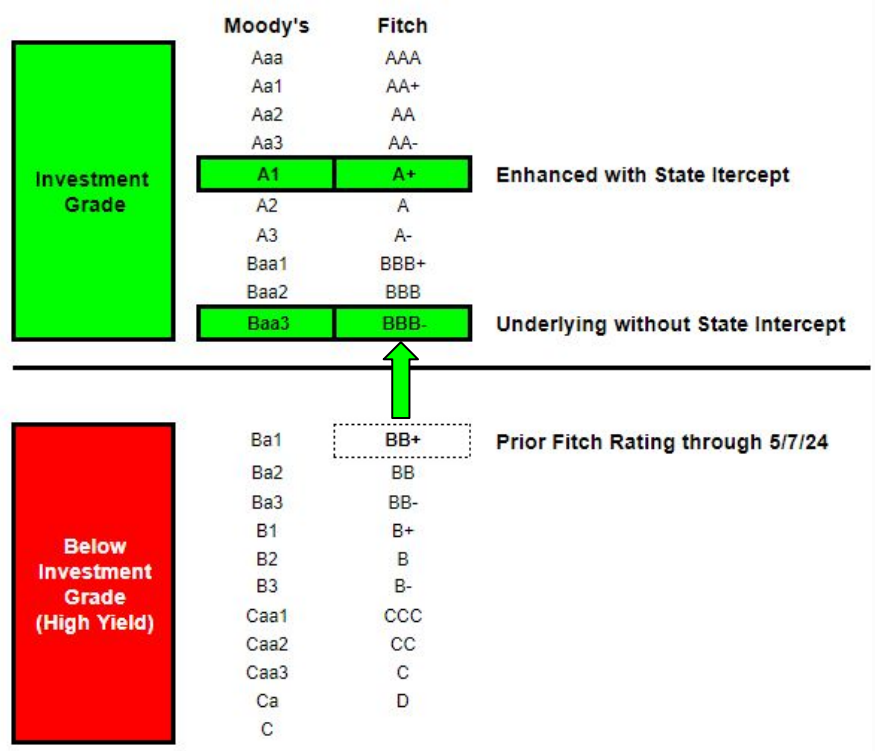 Moody's Fitch
Aaa AAA
Aa1 AA+
Aa2 AA
Aa3 AA-
Investment
Grade
A1 A+ Enhanced with State Itercept
A2 A
A3 A-
Baa1 BBB+
Baa2 BBB
Baa3 BBB- Underlying without State Intercept
Ba1 BB+ Prior Fitch Rating through 5/7/24
Ba2 BB
Ba3 BB-
B1 B+
Below
Investment
Grade
(High Yield)
B2 B
B3 B-
Caa1 CCC
Caa2 CC
Caa3 C
Ca D
C